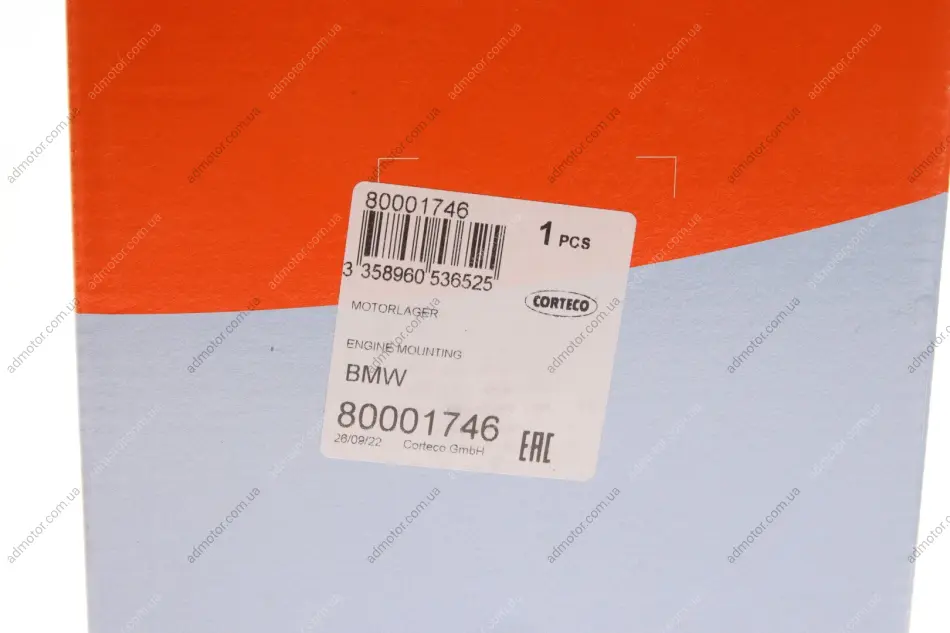 80001746
1 PCS
3 358960 536525
CORTECO
MOTORLAGER
ENGINE MOUNTING
BMW
80001746
26/09/22 Corteco GmbH
EAC
admotor.com.ua